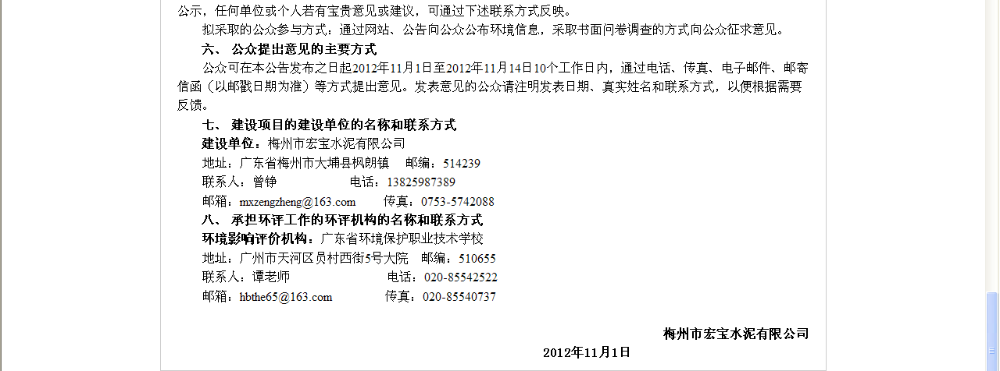 公示，任何单位或个人若有宝贵意见或建议，可通过下述联系方式反映。
拟采取的公众参与方式：通过网站、公告向公众公布环境信息，采取书面问卷调查的方式向公众征求意见。
六、 公众提出意见的主要方式
公众可在本公告发布之日起2012年11月1日至2012年11月14日10个工作日内，通过电话、传真、电子邮件、邮寄
信函（以邮戳日期为准）等方式提出意见。发表意见的公众请注明发表日期、真实姓名和联系方式，以便根据需要
反馈。
七、 建设项目的建设单位的名称和联系方式
建设单位：梅州市宏宝水泥有限公司
地址：广东省梅州市大埔县枫朗镇 邮编：514239
联系人：曾铮 电话：13825987389
邮箱：mxzengzheng@163.com 传真：0753-5742088
八、 承担环评工作的环评机构的名称和联系方式
环境影响评价机构：广东省环境保护职业技术学校
地址：广州市天河区员村西街5号大院 邮编：510655
联系人：谭老师 电话：020-85542522
邮箱：hbthe65@163.com 传真：020-85540737
梅州市宏宝水泥有限公司
2012年11月1日